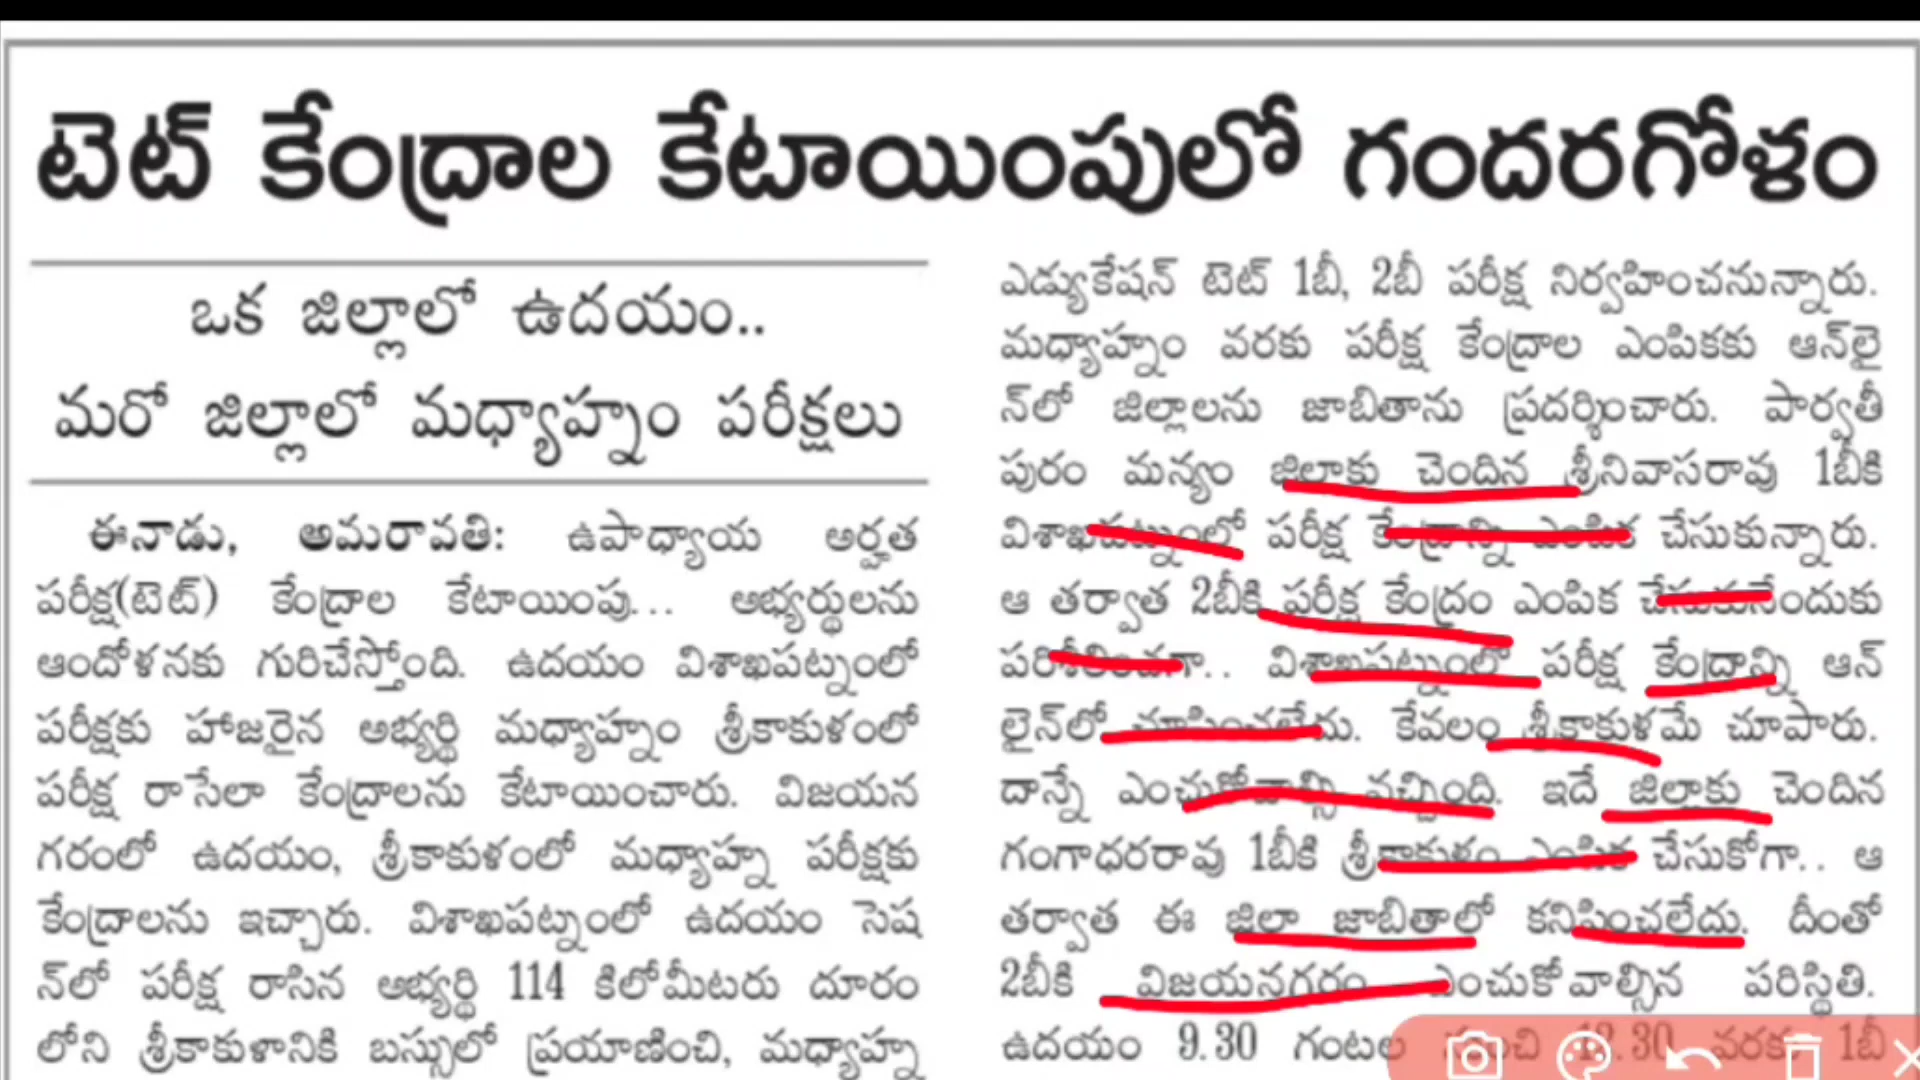 టెట్ కేంద్రాల కేటాయింపులో గందరగోళం
ఒక జిల్లాలో ఉదయం..
మరో జిల్లాలో మధ్యాహ్నం పరీక్షలు
ఈనాడు, అమరావతి: ఉపాధ్యాయ అర్హత
పరీక్ష(టెట్) కేంద్రాల కేటాయింపు... అభ్యర్థులను
ఆందోళనకు గురిచేస్తోంది. ఉదయం విశాఖపట్నంలో
పరీక్షకు హాజరైన అభ్యర్థి మధ్యాహ్నం శ్రీకాకుళంలో
పరీక్ష రాసేలా కేంద్రాలను కేటాయించారు. విజయన
గరంలో ఉదయం, శ్రీకాకుళంలో మధ్యాహ్న పరీక్షకు
కేంద్రాలను ఇచ్చారు. విశాఖపట్నంలో ఉదయం సెష
న్‌లో పరీక్ష రాసిన అభ్యర్థి 114 కిలోమీటరు దూరం
లోని శ్రీకాకుళానికి బస్సులో ప్రయాణించి, మధ్యాహ్న
ఎడ్యుకేషన్ టెట్ 1బీ, 2బీ పరీక్ష నిర్వహించనున్నారు.
మధ్యాహ్నం వరకు పరీక్ష కేంద్రాల ఎంపికకు ఆన్‌లై
న్‌లో జిల్లాలను జాబితాను ప్రదర్శించారు. పార్వతీ
పురం మన్యం జిల్లాకు చెందిన శ్రీనివాసరావు 1బీకి
విశాఖపట్నంలో పరీక్ష కేంద్రాన్ని ఎంపిక చేసుకున్నారు.
ఆ తర్వాత 2బీకి పరీక్ష కేంద్రం ఎంపిక చేసుకునేందుకు
పరిశీలించగా.. విశాఖపట్నంలో పరీక్ష కేంద్రాన్ని ఆన్
లైన్‌లో చూపించలేదు. కేవలం శ్రీకాకుళమే చూపారు.
దాన్నే ఎంచుకోవాల్సి వచ్చింది. ఇదే జిల్లాకు చెందిన
గంగాధరరావు 1బీకి శ్రీకాకుళం ఎంపిక చేసుకోగా.. ఆ
తర్వాత ఈ జిల్లా జాబితాలో కనిపించలేదు. దీంతో
2బీకి విజయనగరం ఎంచుకోవాల్సిన పరిస్థితి.
ఉదయం 9.30 గంటల నుంచి 12.30 వరకు 1బీ